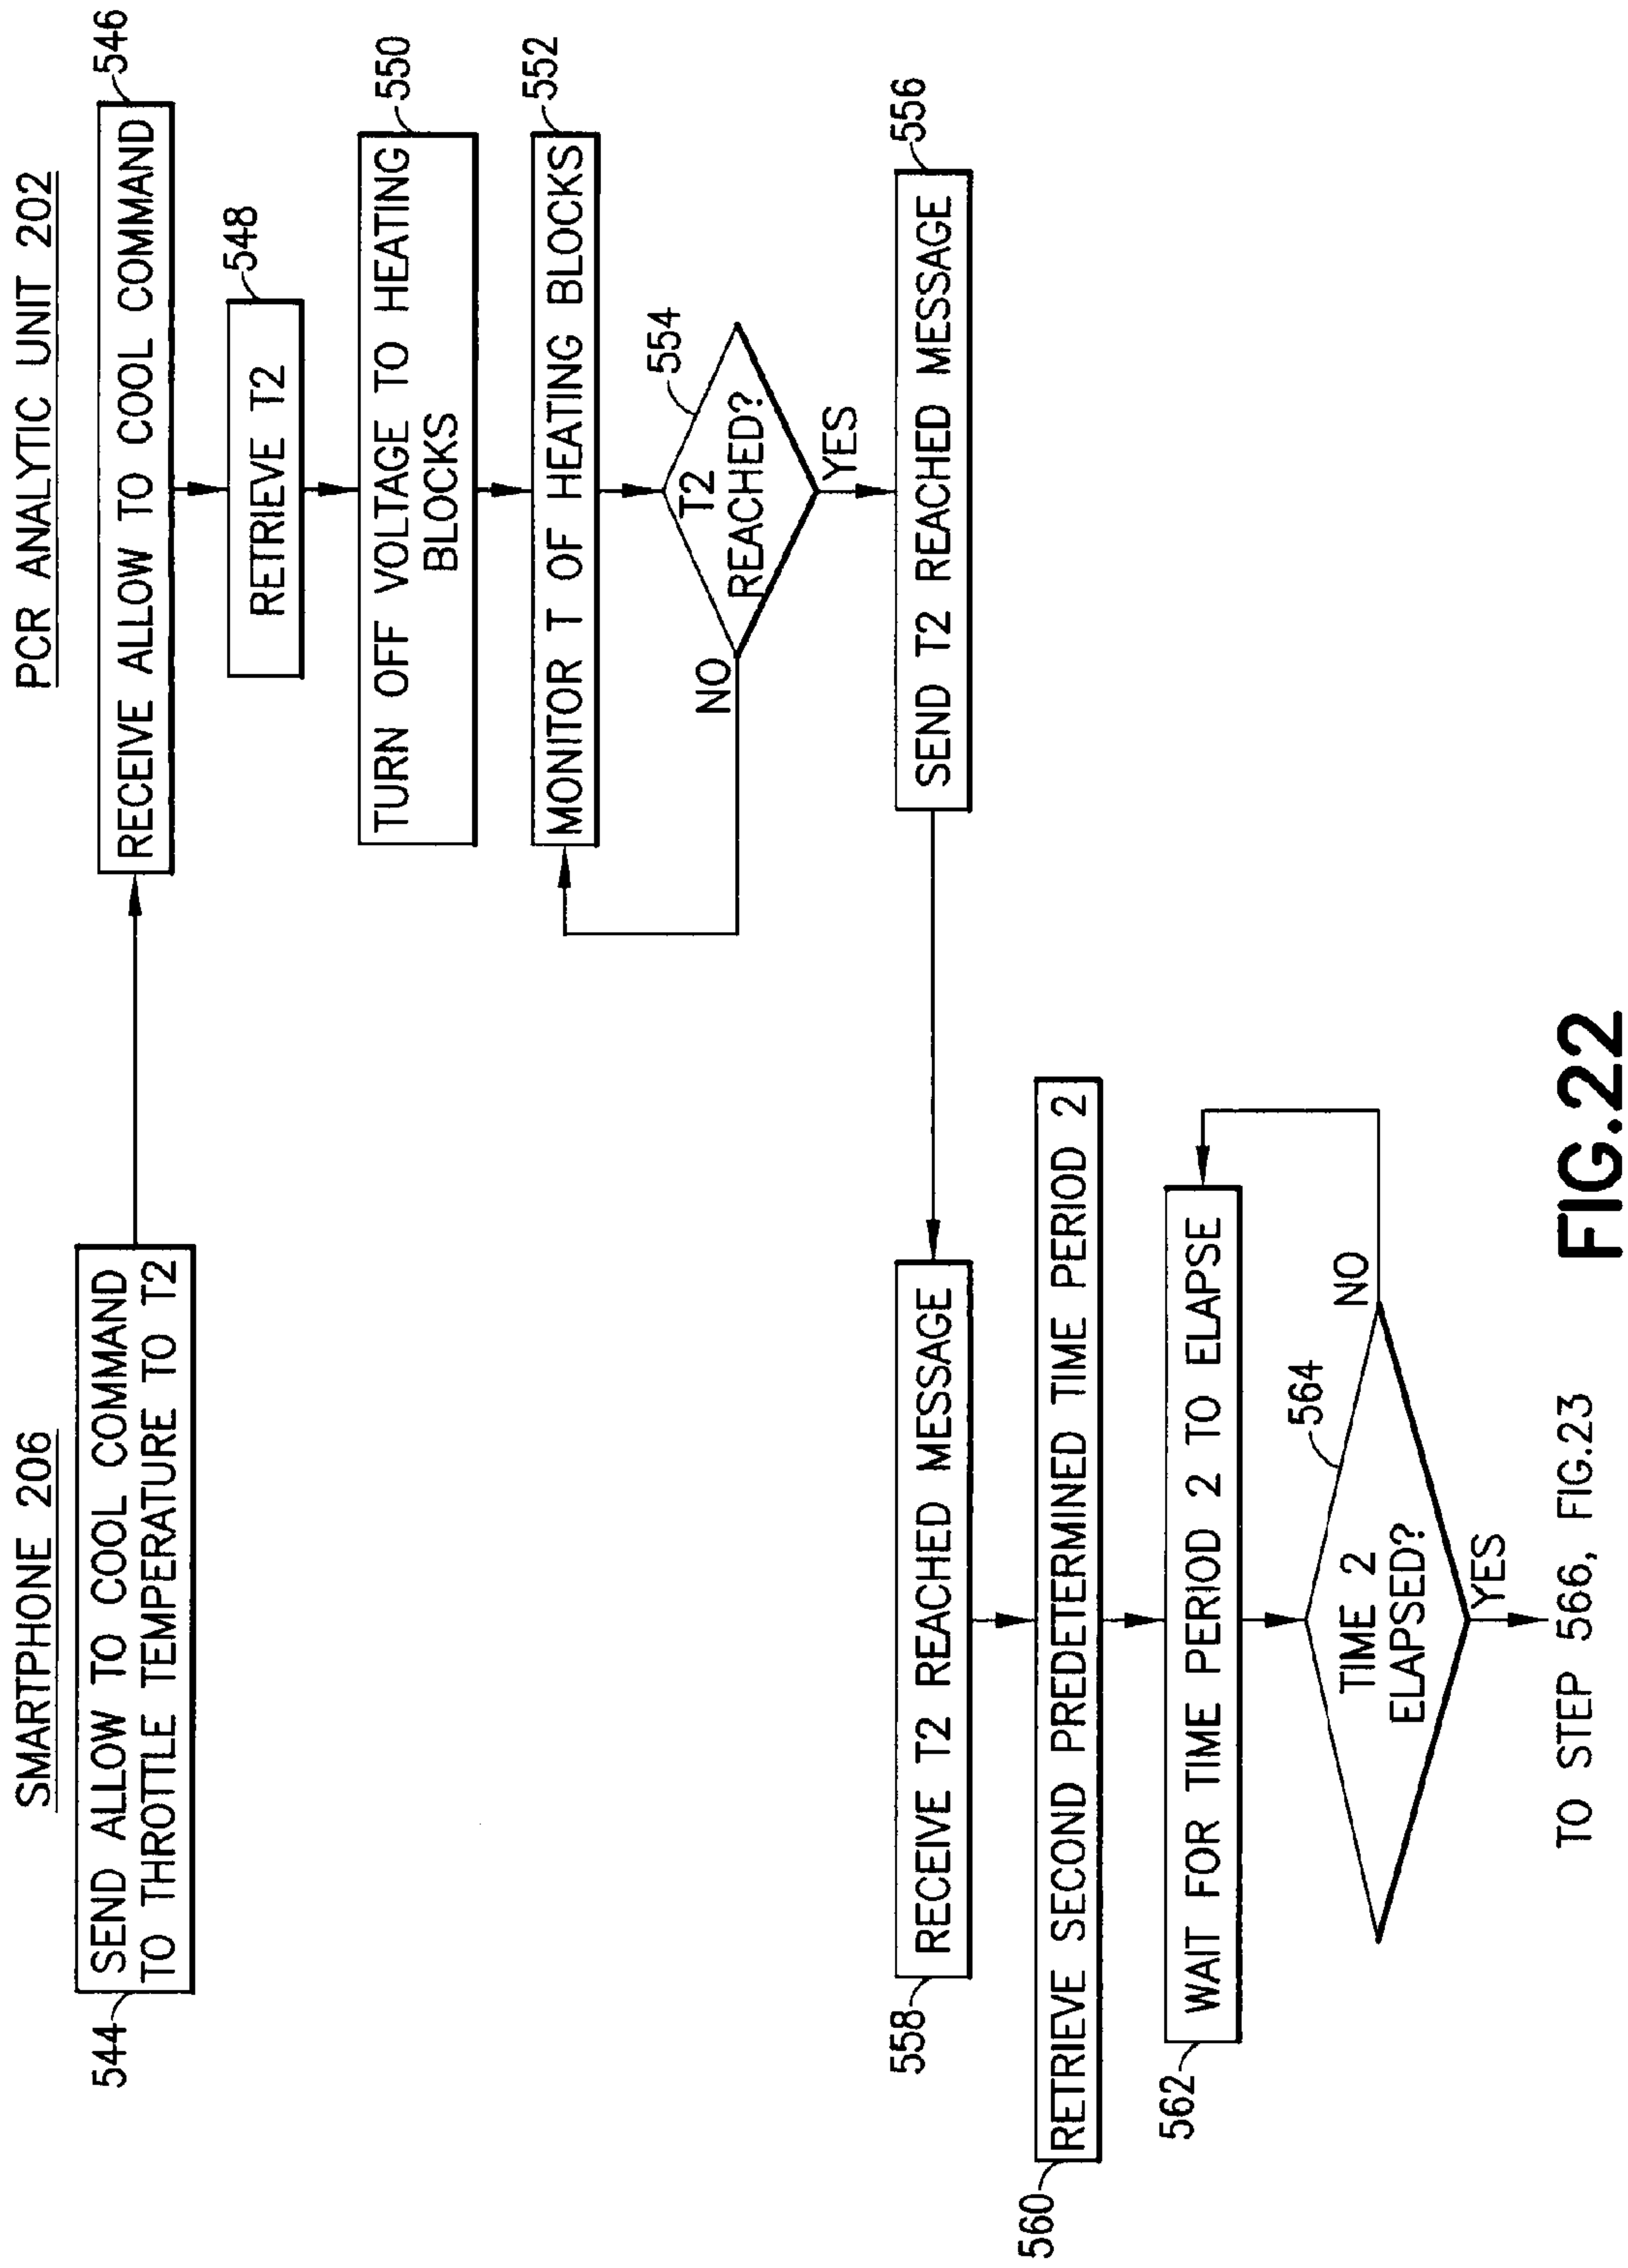 SMARTPHONE 206
PCR ANALYTIC UNIT 202
544
SEND ALLOW TO COOL COMMAND
TO THROTTLE TEMPERATURE TO T2
RECEIVE ALLOW TO COOL COMMAND
546
RETRIEVE T2
548
TURN OFF VOLTAGE TO HEATING
BLOCKS
550
MONITOR T OF HEATING BLOCKS
552
T2
REACHED?
554
NO
YES
SEND T2 REACHED MESSAGE
556
558
RECEIVE T2 REACHED MESSAGE
560
RETRIEVE SECOND PREDETERMINED TIME PERIOD 2
562
WAIT FOR TIME PERIOD 2 TO ELAPSE
TIME 2
ELAPSED?
564
NO
YES
TO STEP 566, FIG.23
FIG.22